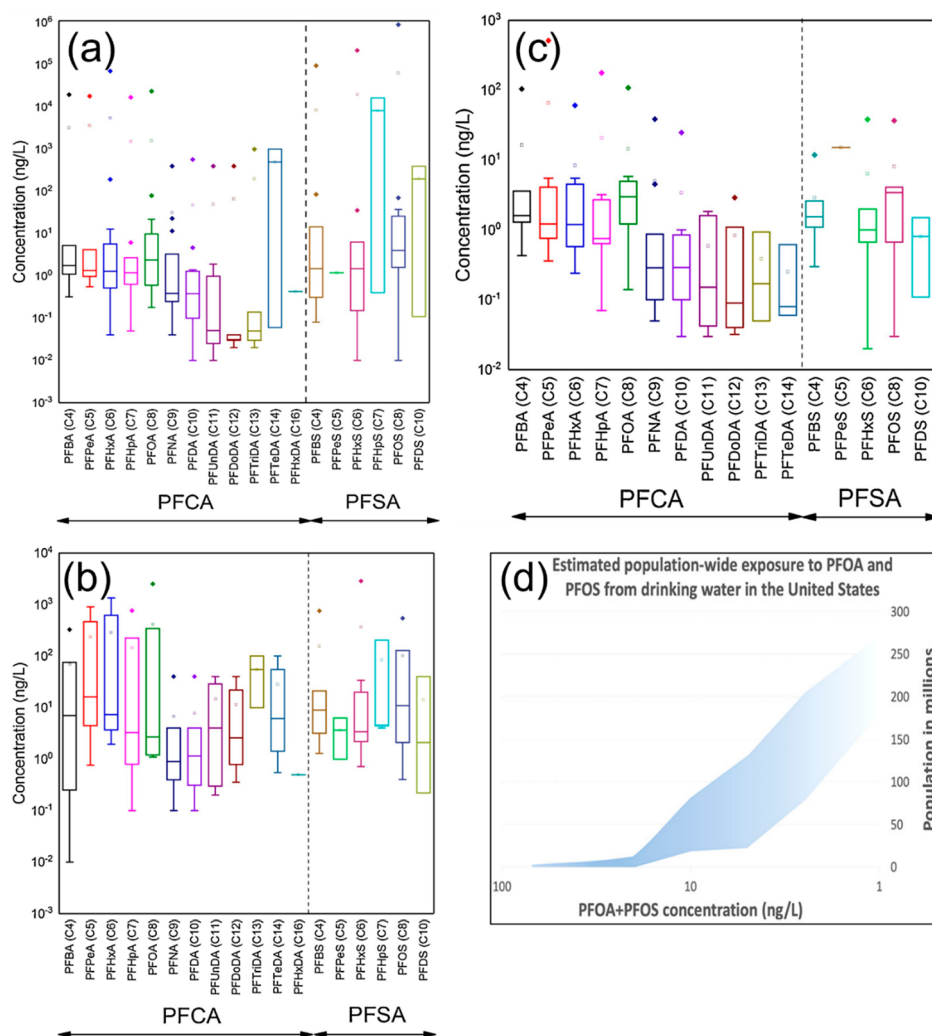 (a)
Concentration (ng/L)
10⁶
10⁵
10⁴
10³
10²
10¹
10⁰
10⁻¹
10⁻²
10⁻³
PFBA (C4)
PFPeA (C5)
PFHxA (C6)
PFHpA (C7)
PFOA (C8)
PFNA (C9)
PFDA (C10)
PFUnDA (C11)
PFDoDA (C12)
PFTriDA (C13)
PFTeDA (C14)
PFHxDA (C16)
PFBS (C4)
PFPeS (C5)
PFHxS (C6)
PFHpS (C7)
PFOS (C8)
PFDS (C10)
PFCA
PFSA
(c)
Concentration (ng/L)
10³
10²
10¹
10⁰
10⁻¹
10⁻²
PFBA (C4)
PFPeA (C5)
PFHxA (C6)
PFHpA (C7)
PFOA (C8)
PFNA (C9)
PFDA (C10)
PFUnDA (C11)
PFDoDA (C12)
PFTriDA (C13)
PFTeDA (C14)
PFBS (C4)
PFPeS (C5)
PFHxS (C6)
PFOS (C8)
PFDS (C10)
PFCA
PFSA
(b)
Concentration (ng/L)
10⁴
10³
10²
10¹
10⁰
10⁻¹
10⁻²
10⁻³
PFBA (C4)
PFPeA (C5)
PFHxA (C6)
PFHpA (C7)
PFOA (C8)
PFNA (C9)
PFDA (C10)
PFUnDA (C11)
PFDoDA (C12)
PFTriDA (C13)
PFTeDA (C14)
PFHxDA (C16)
PFBS (C4)
PFPeS (C5)
PFHxS (C6)
PFHpS (C7)
PFOS (C8)
PFDS (C10)
PFCA
PFSA
(d)
Estimated population-wide exposure to PFOA and
PFOS from drinking water in the United States
300
250
200
150
100
50
0
Population in millions
100
10
1
PFOA+PFOS concentration (ng/L)